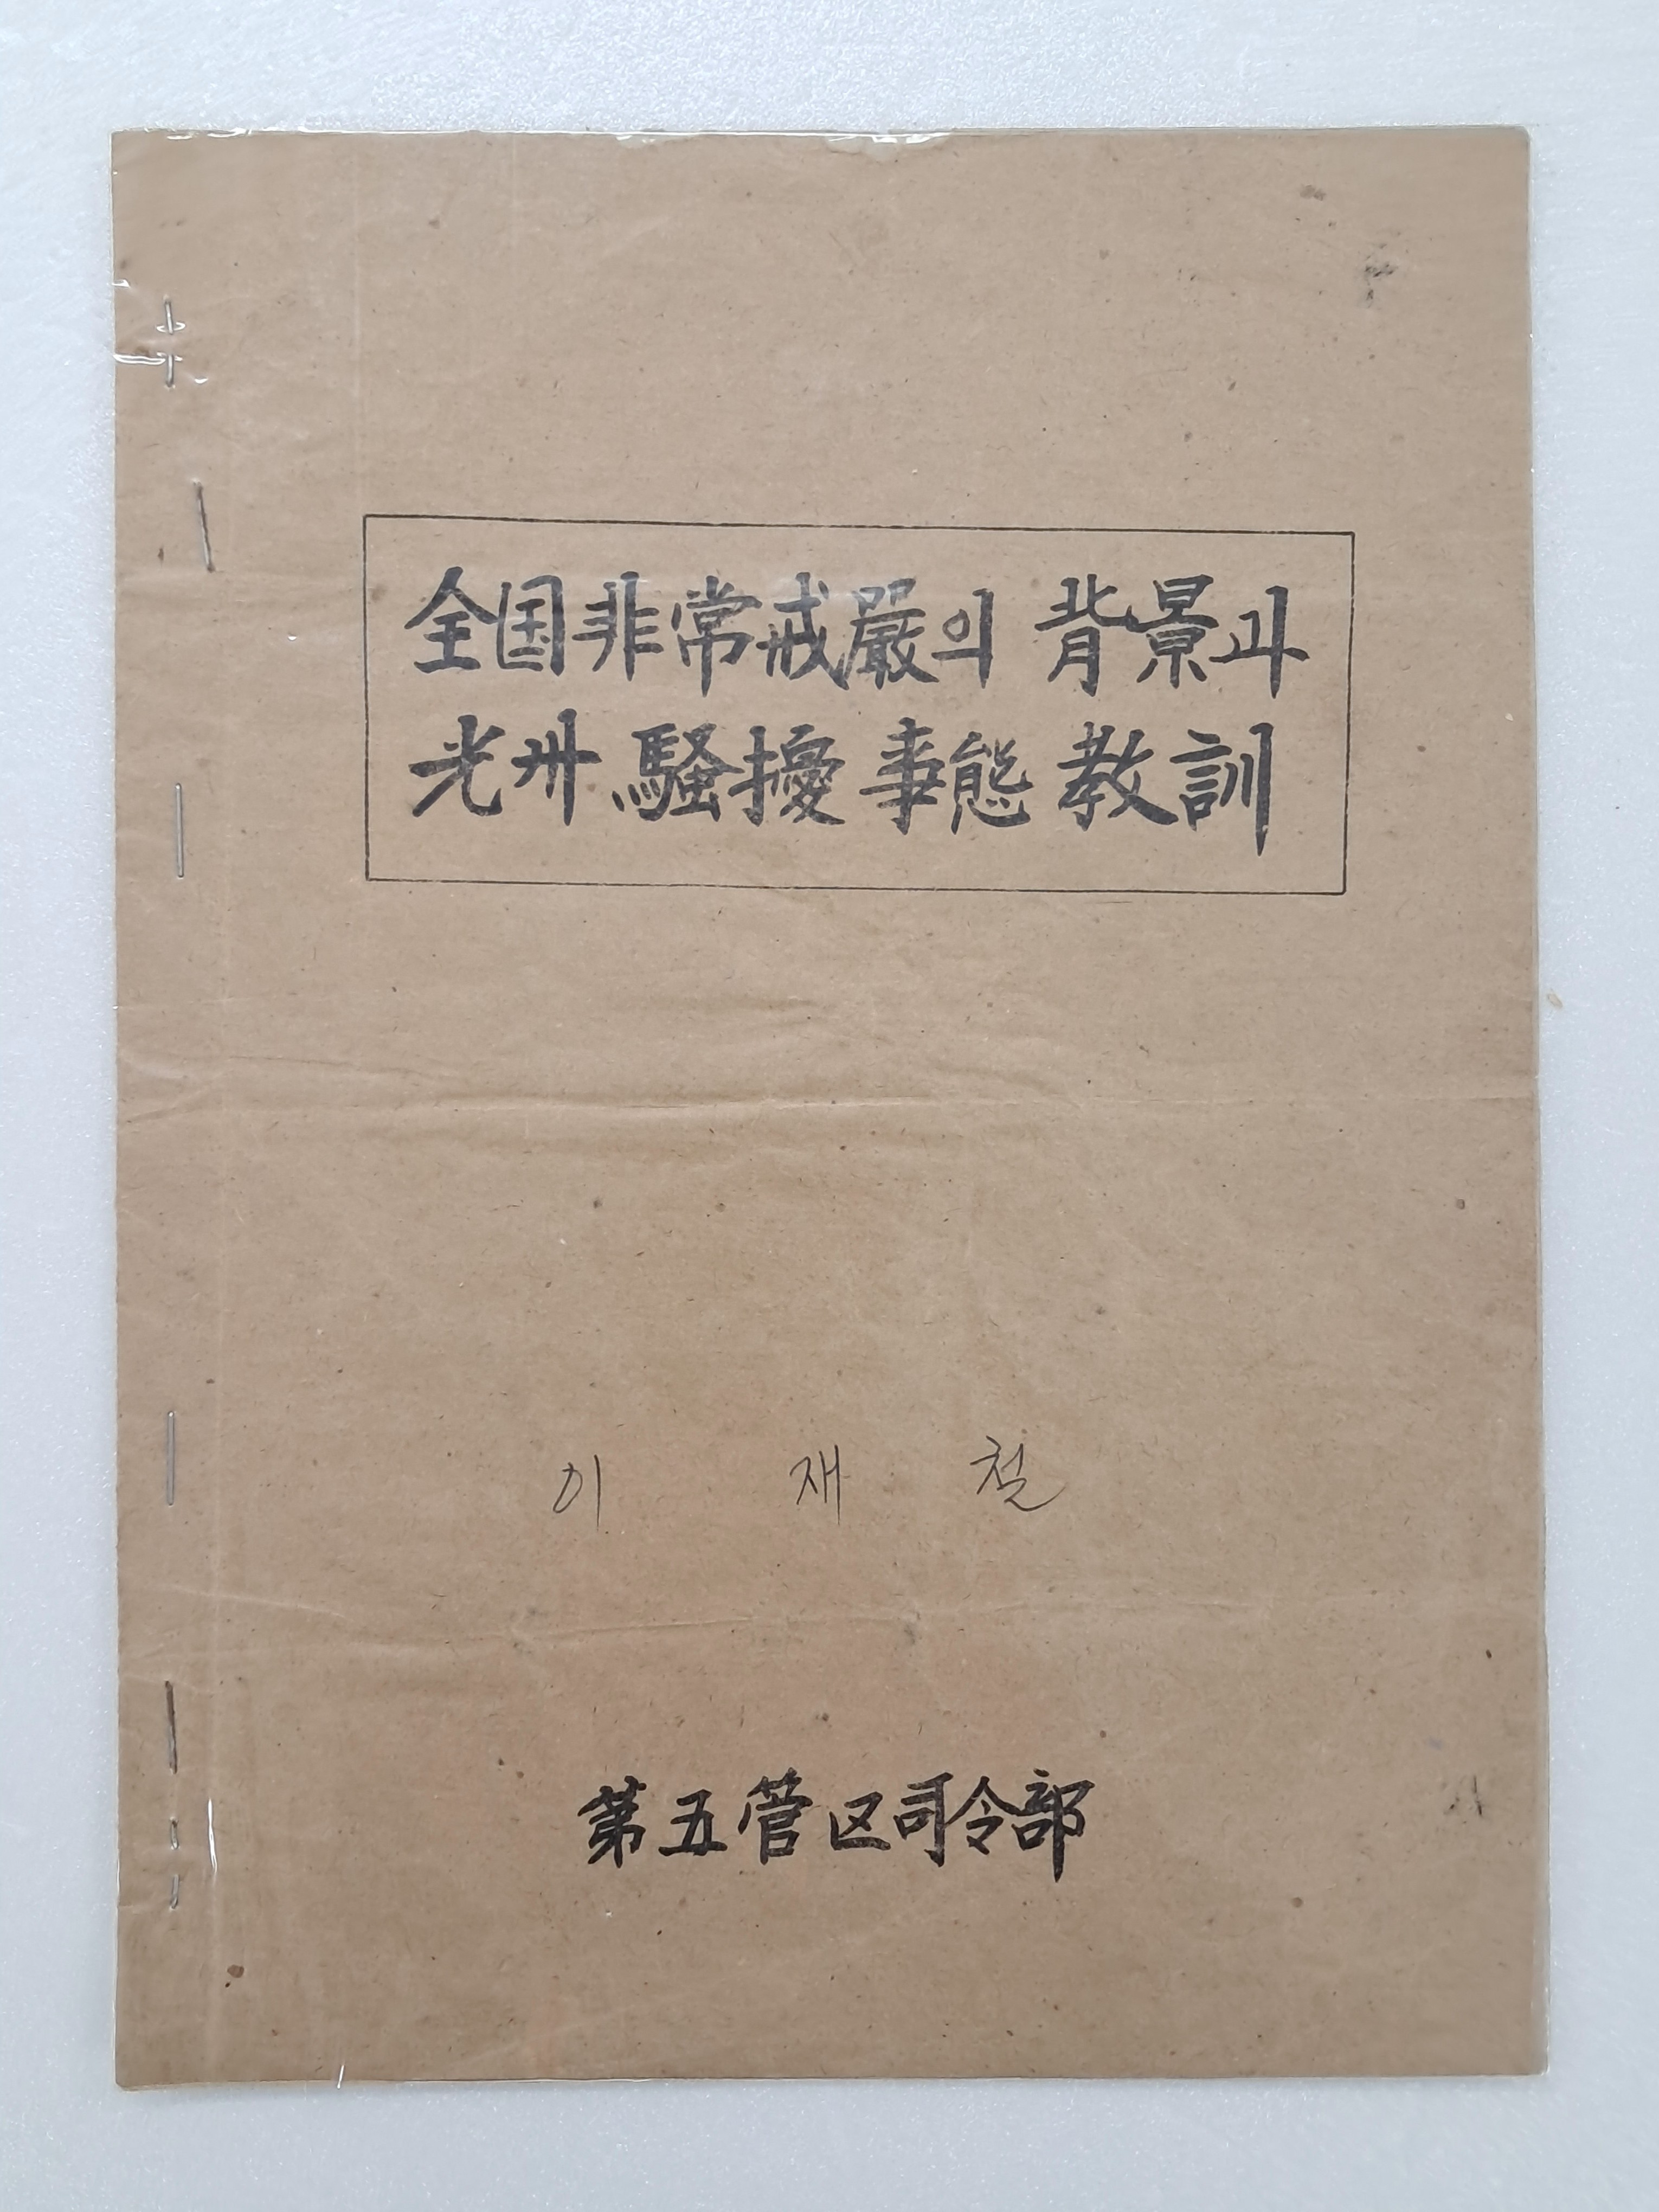 全国非常戒嚴의 背景과
光州 騷擾 事態 教訓
이 재 철
第五管区司令部